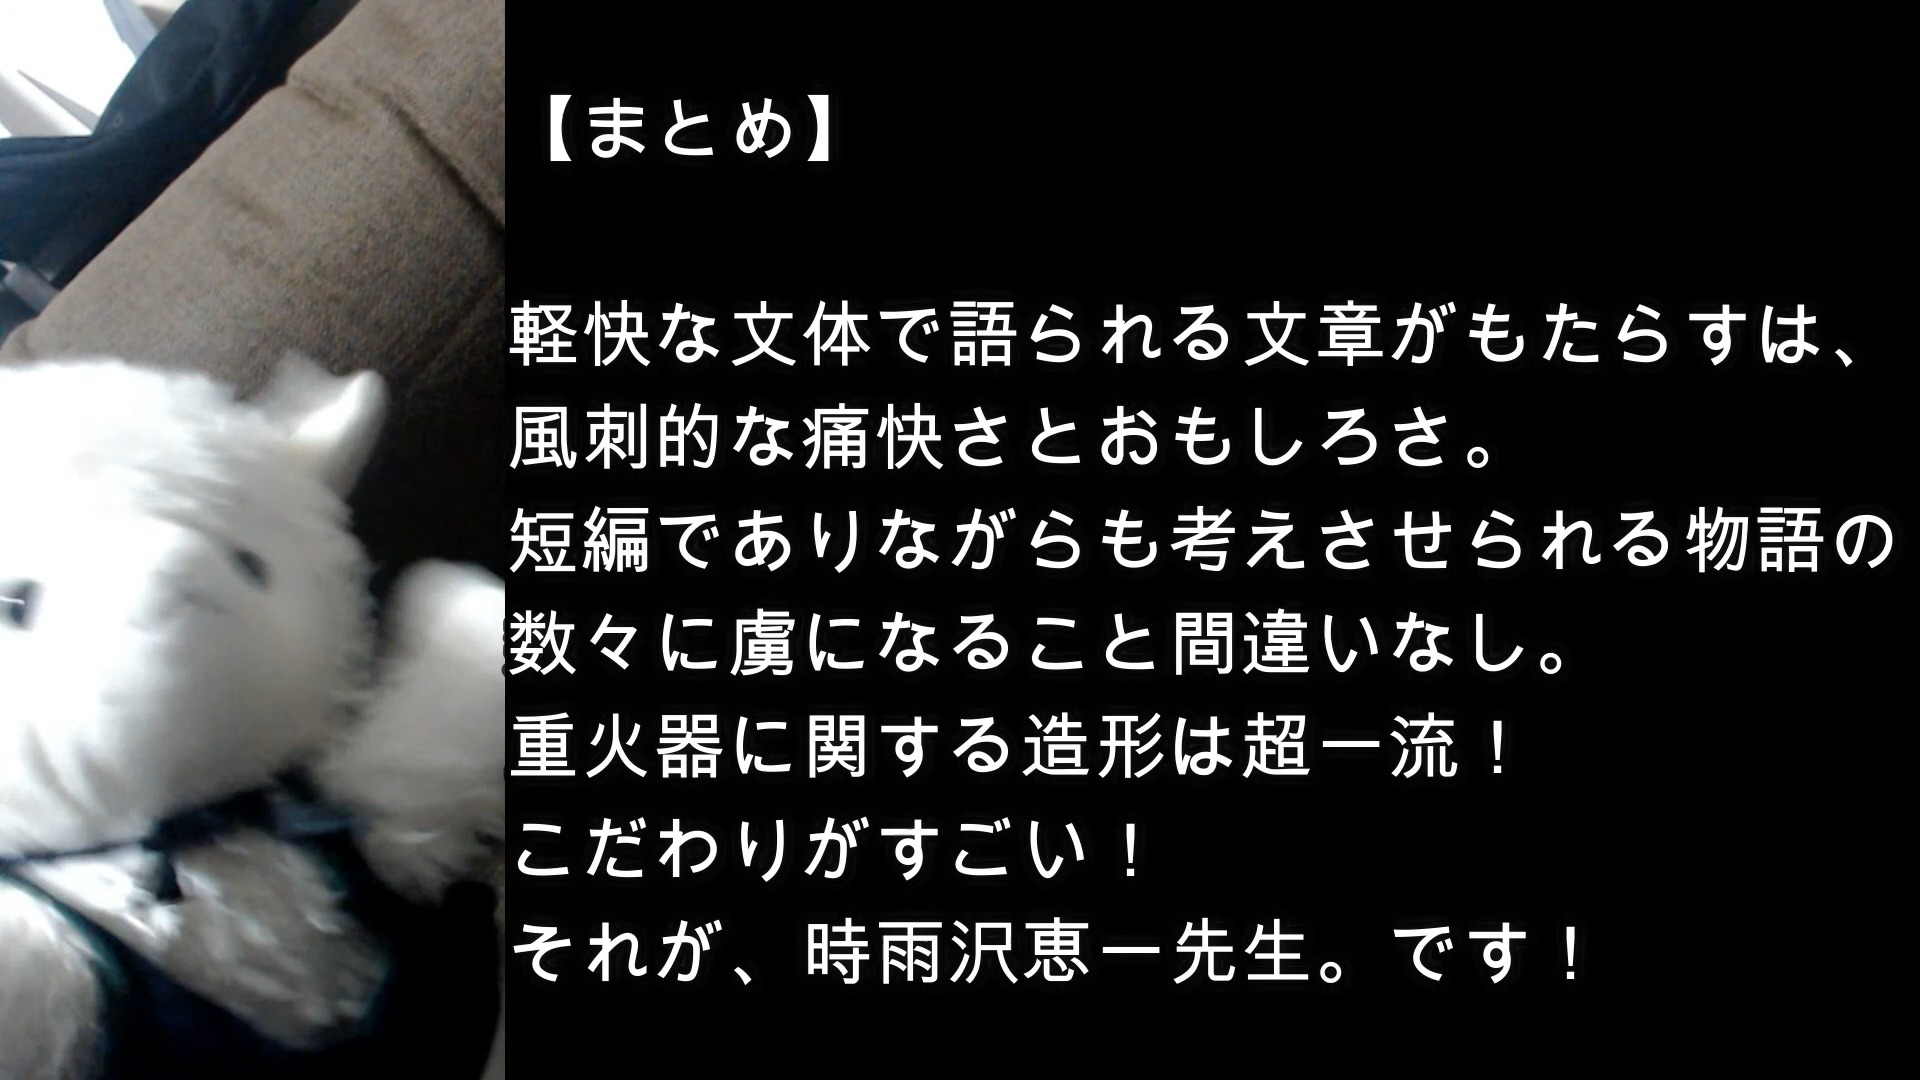 【まとめ】
軽快な文体で語られる文章がもたらすは、
風刺的な痛快さとおもしろさ。
短編でありながらも考えさせられる物語の
数々に虜になること間違いなし。
重火器に関する造形は超一流！
こだわりがすごい！
それが、時雨沢恵一先生。です！